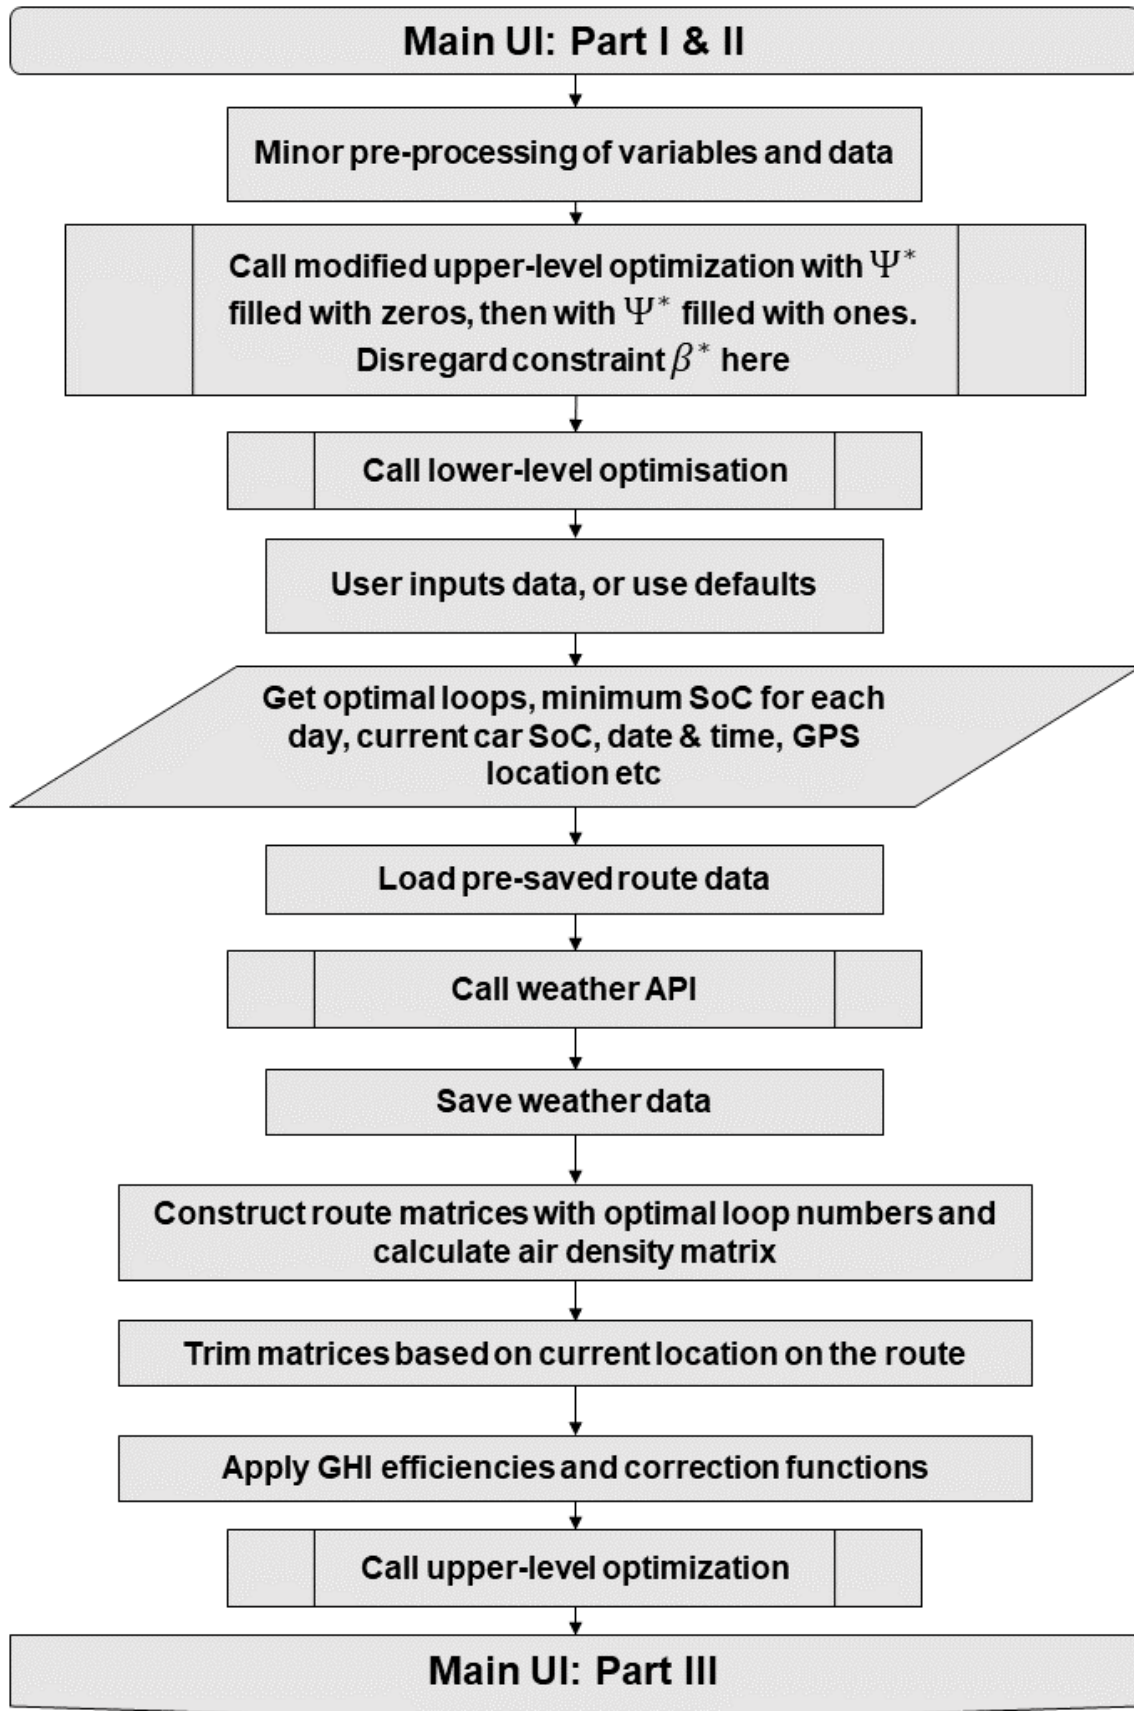 Main UI: Part I & II
Minor pre-processing of variables and data
Call modified upper-level optimization with Ψ*
filled with zeros, then with Ψ* filled with ones.
Disregard constraint β* here
Call lower-level optimisation
User inputs data, or use defaults
Get optimal loops, minimum SoC for each
day, current car SoC, date & time, GPS
location etc
Load pre-saved route data
Call weather API
Save weather data
Construct route matrices with optimal loop numbers and
calculate air density matrix
Trim matrices based on current location on the route
Apply GHI efficiencies and correction functions
Call upper-level optimization
Main UI: Part III